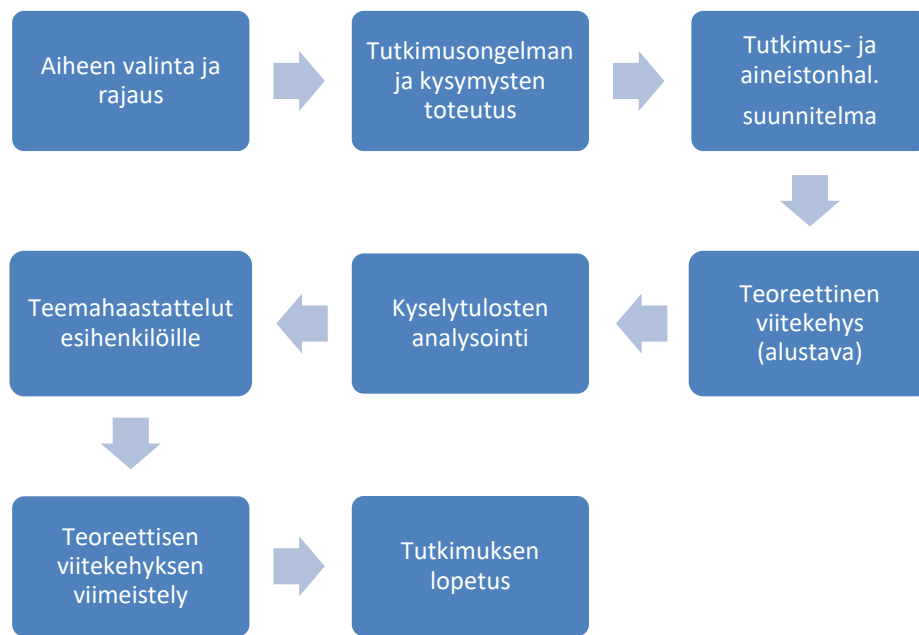 Aiheen valinta ja
rajaus
Tutkimusongelman
ja kysymysten
toteutus
Tutkimus- ja
aineistonhal.
suunnitelma
Teoreettinen
viitekehys
(alustava)
Kyselytulosten
analysointi
Teemahaastattelut
esihenkilöille
Teoreettisen
viitekehyksen
viimeistely
Tutkimuksen
lopetus